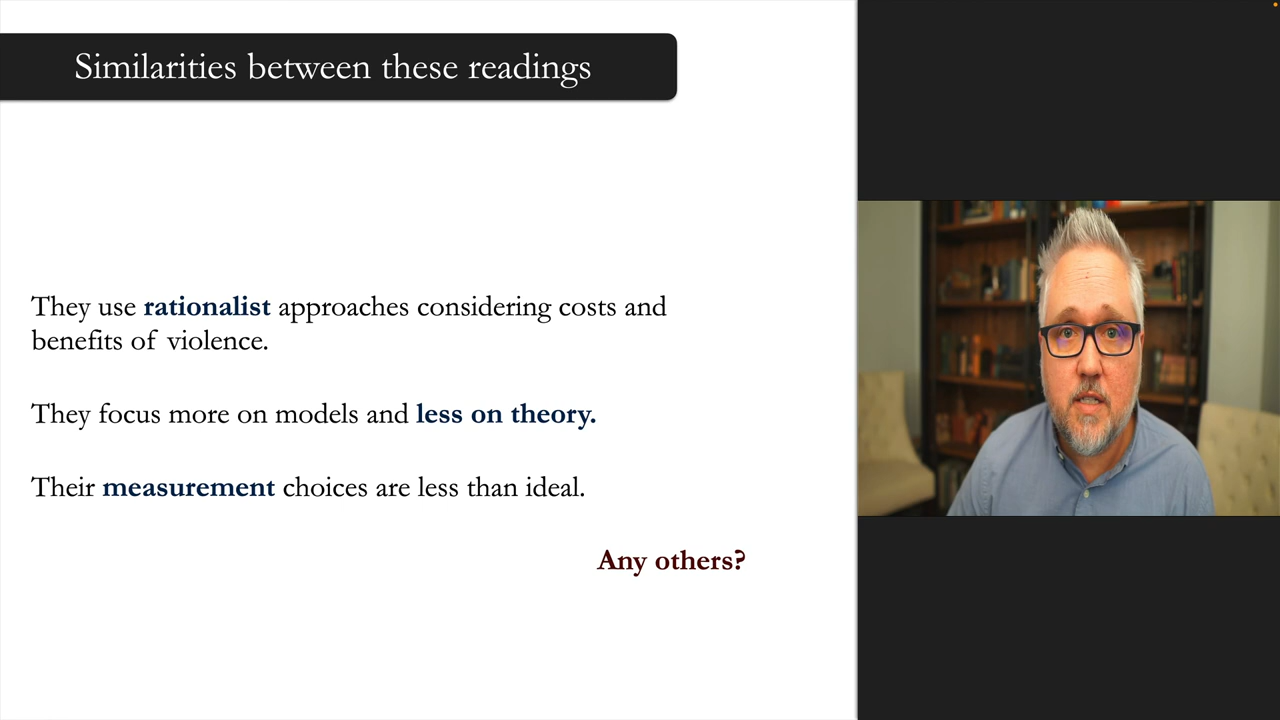 Similarities between these readings
They use rationalist approaches considering costs and
benefits of violence.
They focus more on models and less on theory.
Their measurement choices are less than ideal.
Any others?